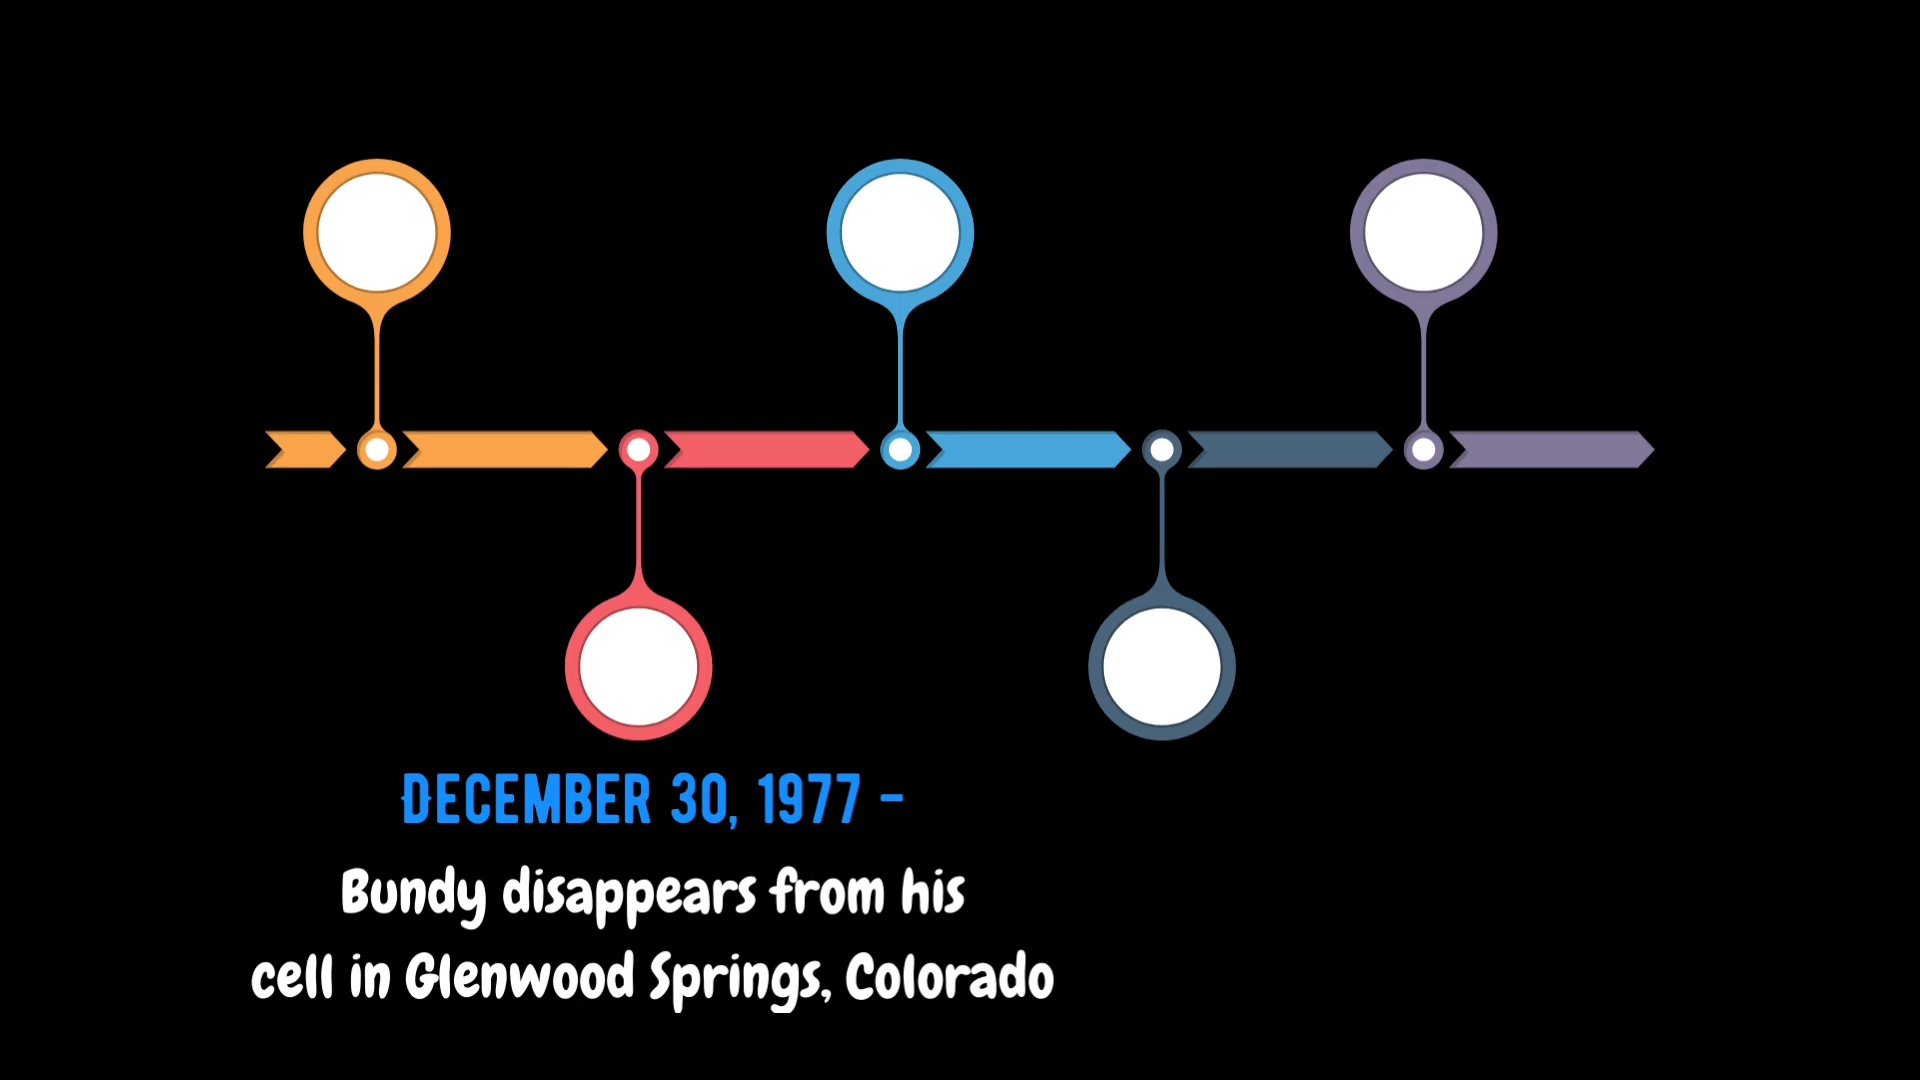 DECEMBER 30, 1977 –
Bundy disappears from his
cell in Glenwood Springs, Colorado